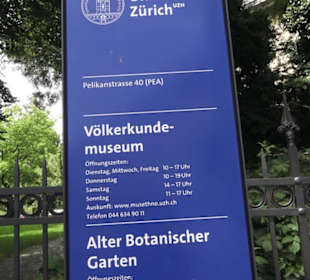 Zürich UZH
Pelikanstrasse 40 (PEA)
Völkerkunde-
museum
Öffnungszeiten:
Dienstag, Mittwoch, Freitag 10 – 17 Uhr
Donnerstag 10 – 19 Uhr
Samstag 14 – 17 Uhr
Sonntag 11 – 17 Uhr
Auskunft: www.musethno.uzh.ch
Telefon 044 634 90 11
Alter Botanischer
Garten
Öffnungszeiten: